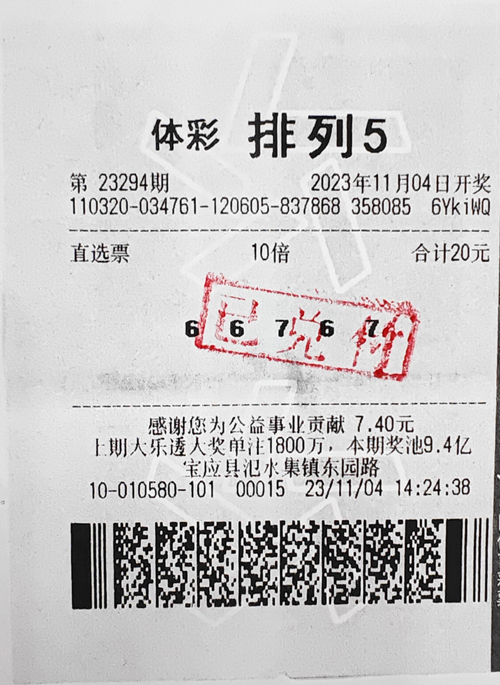 体彩 排列5
第 23294期 2023年11月04日开奖
110320-034761-120605-837868 358085 6YkiWQ
直选票 10倍 合计20元
6 6 7 6 7
已兑付
感谢您为公益事业贡献 7.40元
上期大乐透大奖单注1800万，本期奖池9.4亿
宝应县氾水集镇东园路
10-010580-101 00015 23/11/04 14:24:38